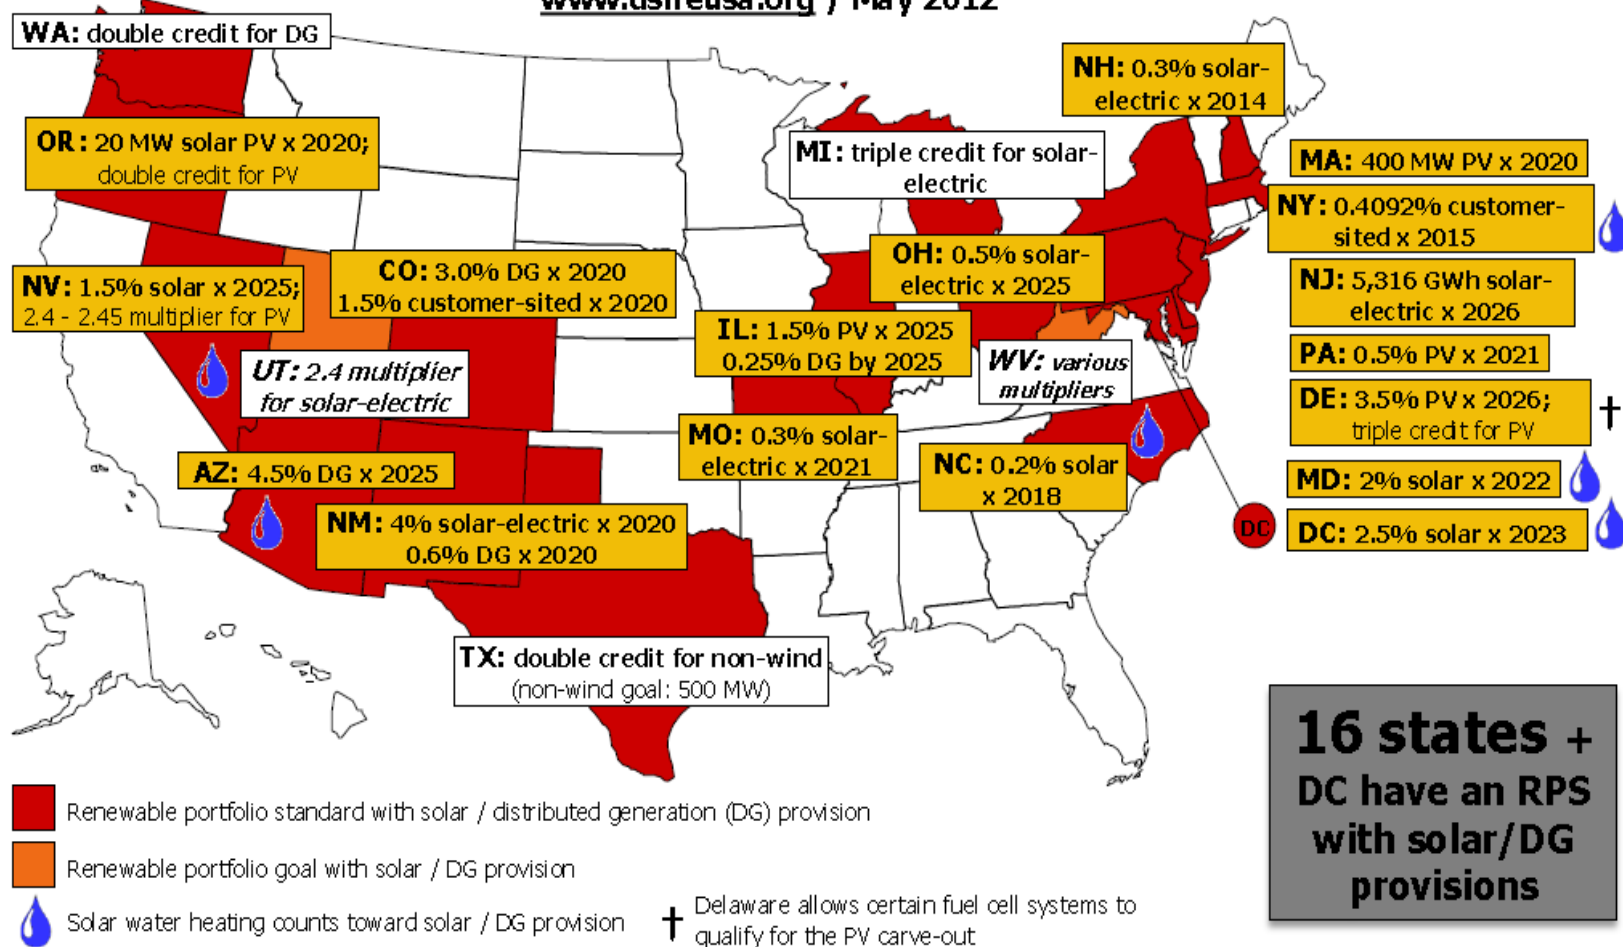 www.dsireusa.org / May 2012
WA: double credit for DG
NH: 0.3% solar-
electric x 2014
OR: 20 MW solar PV x 2020;
double credit for PV
MI: triple credit for solar-
electric
MA: 400 MW PV x 2020
NY: 0.4092% customer-
sited x 2015
OH: 0.5% solar-
electric x 2025
CO: 3.0% DG x 2020
1.5% customer-sited x 2020
NV: 1.5% solar x 2025;
2.4 - 2.45 multiplier for PV
NJ: 5,316 GWh solar-
electric x 2026
IL: 1.5% PV x 2025
0.25% DG by 2025
WV: various
multipliers
PA: 0.5% PV x 2021
UT: 2.4 multiplier
for solar-electric
DE: 3.5% PV x 2026;
triple credit for PV
†
MO: 0.3% solar-
electric x 2021
AZ: 4.5% DG x 2025
NC: 0.2% solar
x 2018
MD: 2% solar x 2022
NM: 4% solar-electric x 2020
0.6% DG x 2020
DC
DC: 2.5% solar x 2023
TX: double credit for non-wind
(non-wind goal: 500 MW)
16 states +
DC have an RPS
with solar/DG
provisions
Renewable portfolio standard with solar / distributed generation (DG) provision
Renewable portfolio goal with solar / DG provision
Solar water heating counts toward solar / DG provision
† Delaware allows certain fuel cell systems to
qualify for the PV carve-out